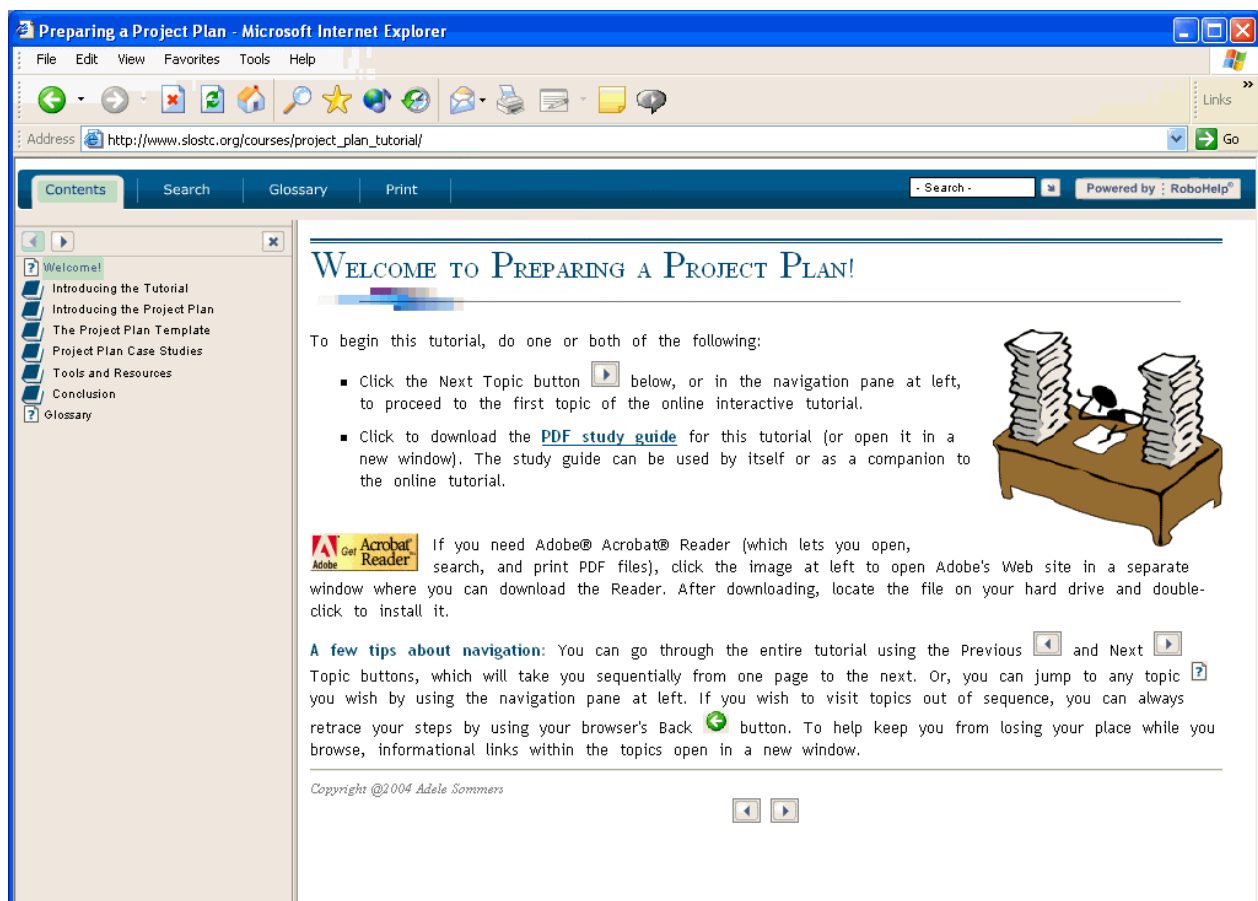 Preparing a Project Plan - Microsoft Internet Explorer
File Edit View Favorites Tools Help
Links
Address http://www.slostc.org/courses/project_plan_tutorial/ Go
Contents Search Glossary Print - Search - Powered by RoboHelp®
Welcome!
Introducing the Tutorial
Introducing the Project Plan
The Project Plan Template
Project Plan Case Studies
Tools and Resources
Conclusion
Glossary
Welcome to Preparing a Project Plan!
To begin this tutorial, do one or both of the following:
Click the Next Topic button below, or in the navigation pane at left,
to proceed to the first topic of the online interactive tutorial.
Click to download the PDF study guide for this tutorial (or open it in a
new window). The study guide can be used by itself or as a companion to
the online tutorial.
Adobe Get Acrobat Reader
If you need Adobe® Acrobat® Reader (which lets you open,
search, and print PDF files), click the image at left to open Adobe's Web site in a separate
window where you can download the Reader. After downloading, locate the file on your hard drive and double-
click to install it.
A few tips about navigation: You can go through the entire tutorial using the Previous and Next
Topic buttons, which will take you sequentially from one page to the next. Or, you can jump to any topic
you wish by using the navigation pane at left. If you wish to visit topics out of sequence, you can always
retrace your steps by using your browser's Back button. To help keep you from losing your place while you
browse, informational links within the topics open in a new window.
Copyright @2004 Adele Sommers